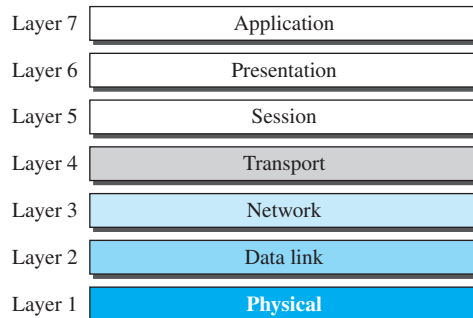 Layer 7 Application
Layer 6 Presentation
Layer 5 Session
Layer 4 Transport
Layer 3 Network
Layer 2 Data link
Layer 1 Physical